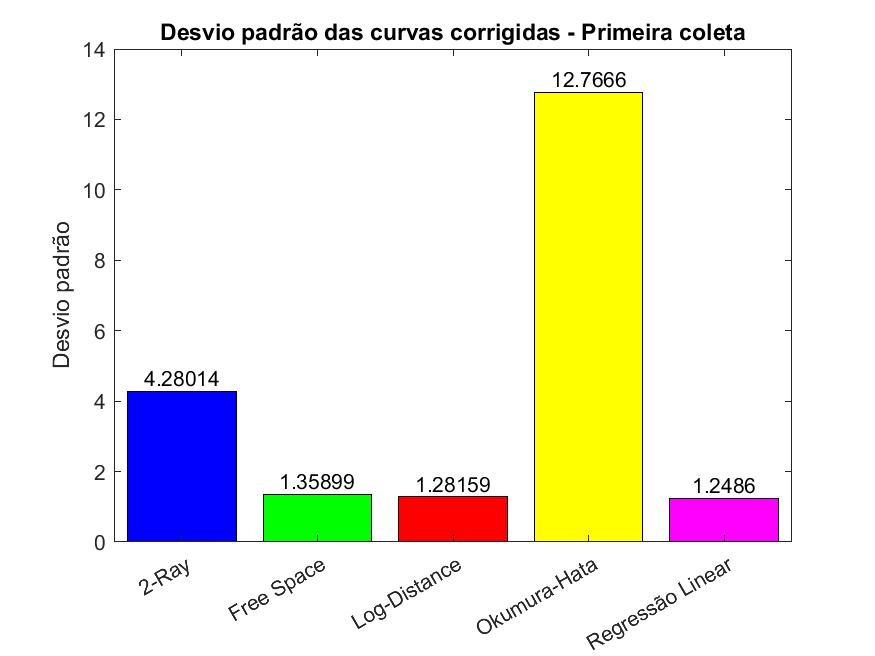 Desvio padrão das curvas corrigidas - Primeira coleta
Desvio padrão
14
12
10
8
6
4
2
0
4.28014
1.35899
1.28159
12.7666
1.2486
2-Ray
Free Space
Log-Distance
Okumura-Hata
Regressão Linear